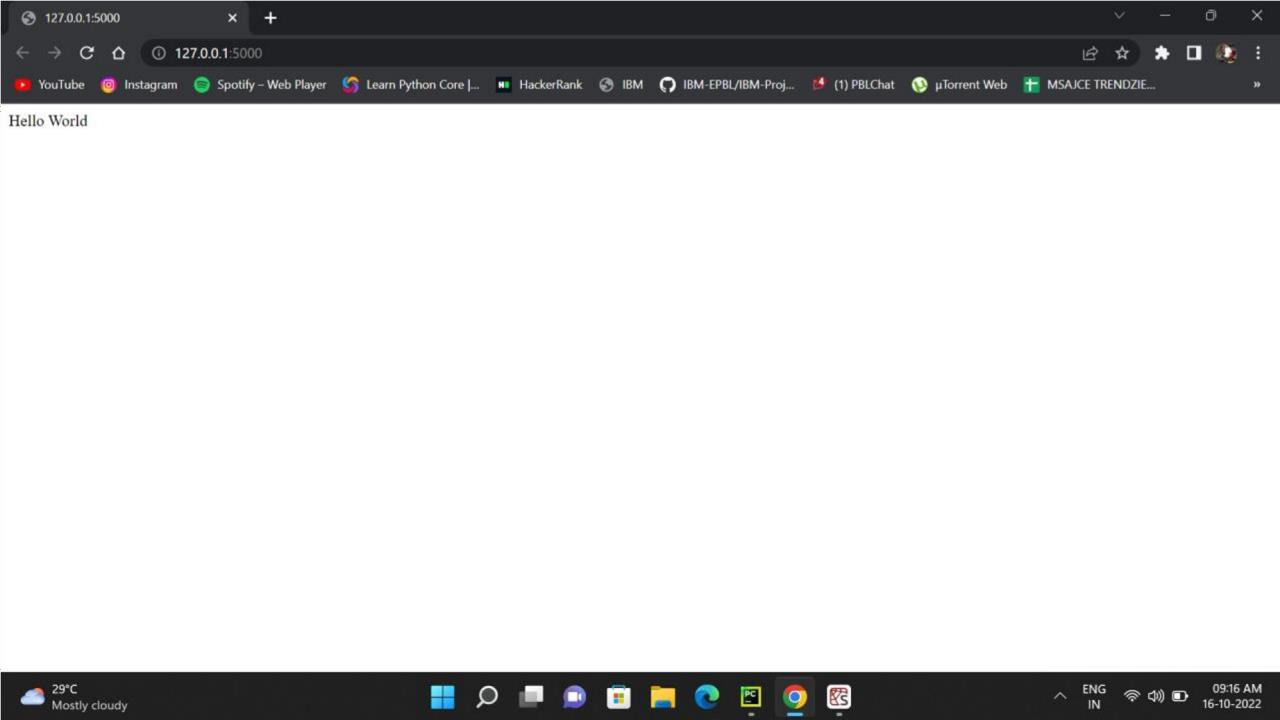 127.0.0.1:5000
127.0.0.1:5000
YouTube Instagram Spotify – Web Player Learn Python Core |... HackerRank IBM IBM-EPBL/IBM-Proj... (1) PBLChat µTorrent Web MSAJCE TRENDZIE... »
Hello World
29°C
Mostly cloudy
PC
ENG
IN
09:16 AM
16-10-2022